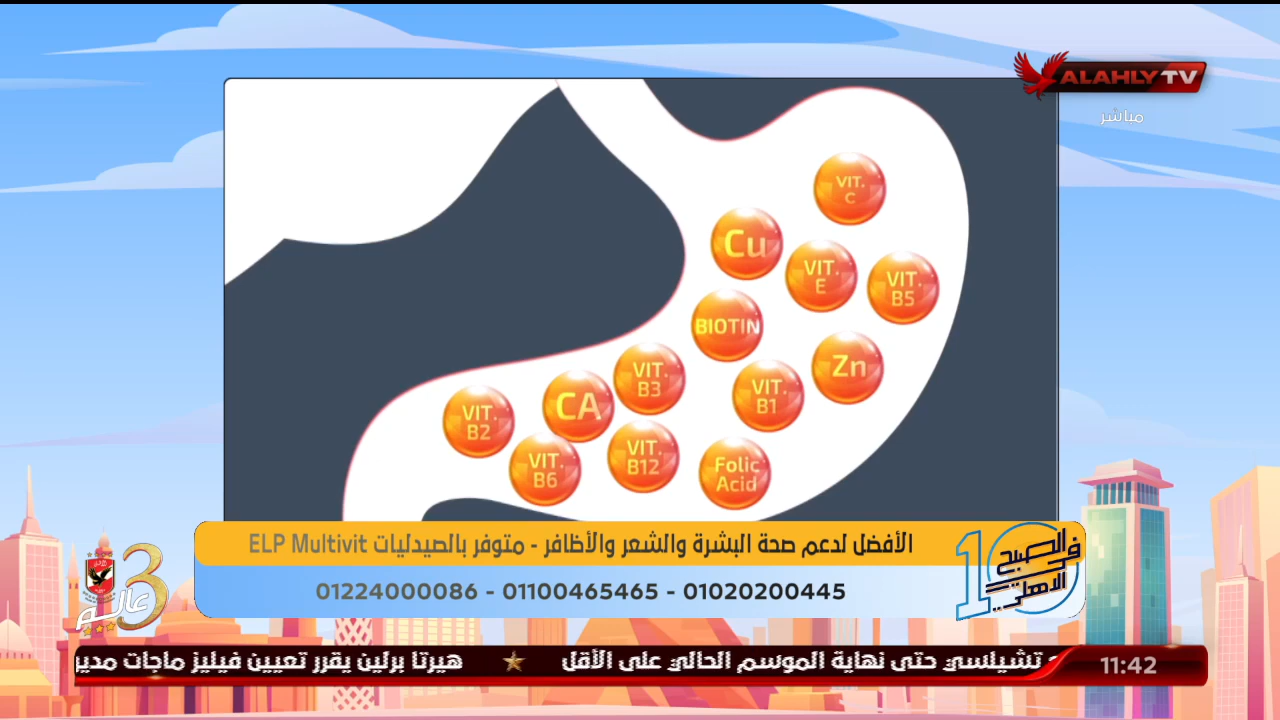 ALAHLY TV
مباشر
VIT. C
Cu
VIT. E
VIT. B5
BIOTIN
Zn
VIT. B3
VIT. B1
CA
VIT. B2
VIT. B12
VIT. B6
Folic Acid
الأفضل لدعم صحة البشرة والشعر والأظافر - متوفر بالصيدليات ELP Multivit
01224000086 - 01100465465 - 01020200445
10
الصبح
في
الأهلي
3
عالم
تشيلسي حتى نهاية الموسم الحالي على الأقل ★ هيرتا برلين يقرر تعيين فيليز ماجات مدير
11:42